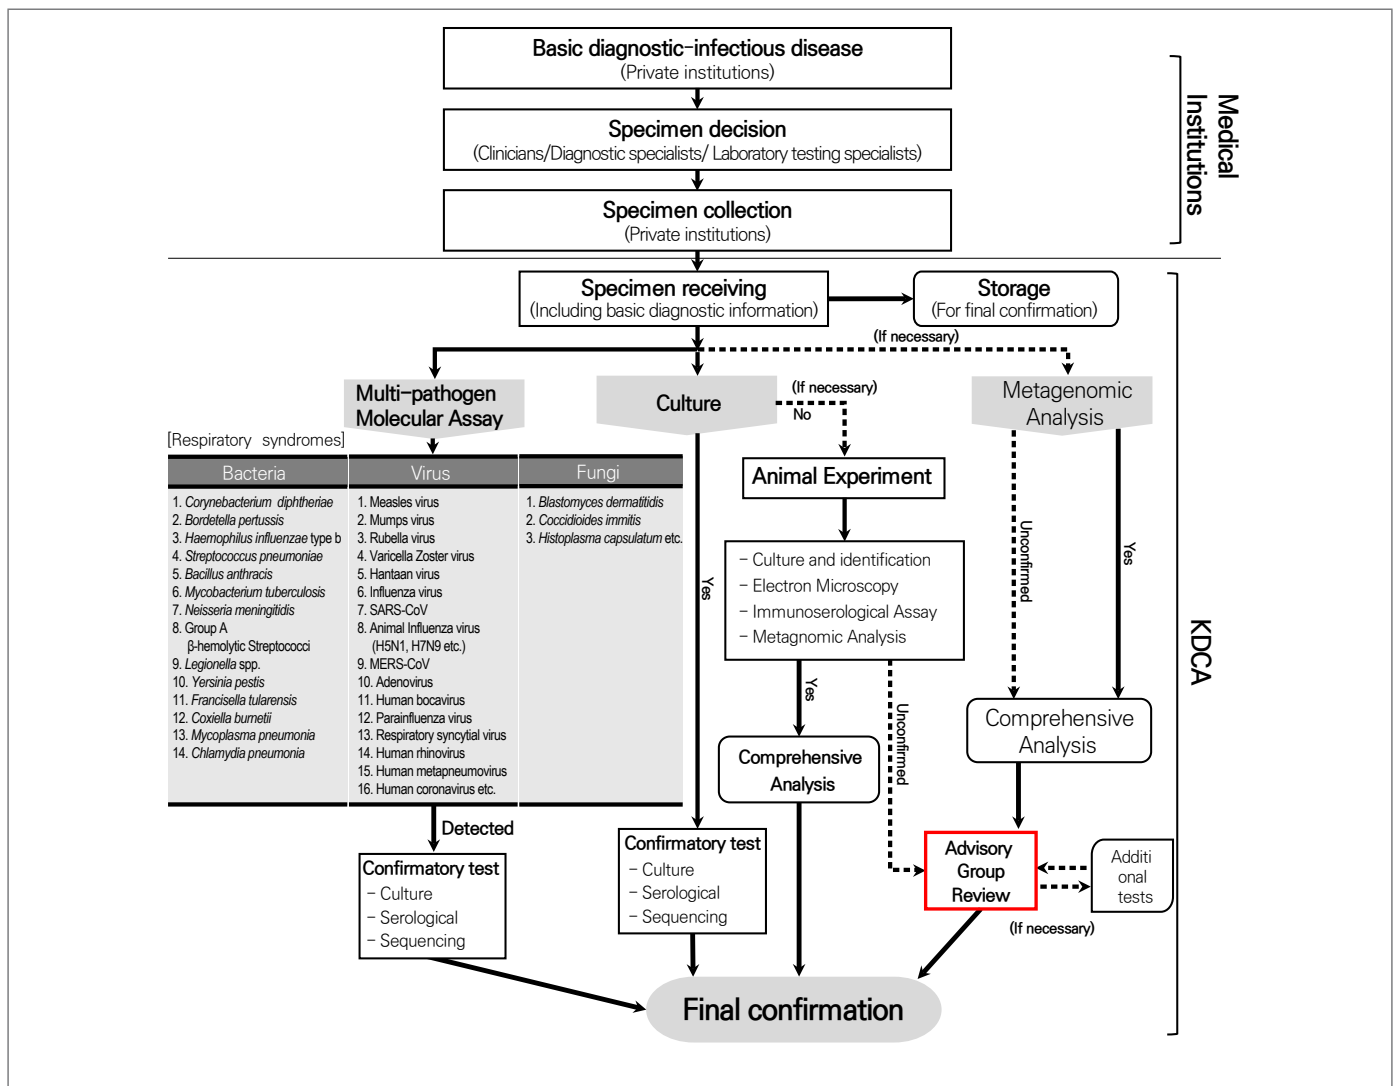 Basic diagnostic-infectious disease
(Private institutions)
Specimen decision
(Clinicians/Diagnostic specialists/ Laboratory testing specialists)
Specimen collection
(Private institutions)
Medical
Institutions
Specimen receiving
(Including basic diagnostic information)
Storage
(For final confirmation)
(If necessary)
Multi-pathogen
Molecular Assay
Culture
(If necessary)
No
Metagenomic
Analysis
[Respiratory syndromes]
Bacteria
1. Corynebacterium diphtheriae
2. Bordetella pertussis
3. Haemophilus influenzae type b
4. Streptococcus pneumoniae
5. Bacillus anthracis
6. Mycobacterium tuberculosis
7. Neisseria meningitidis
8. Group A
β-hemolytic Streptococci
9. Legionella spp.
10. Yersinia pestis
11. Francisella tularensis
12. Coxiella burnetii
13. Mycoplasma pneumonia
14. Chlamydia pneumonia
Virus
1. Measles virus
2. Mumps virus
3. Rubella virus
4. Varicella Zoster virus
5. Hantaan virus
6. Influenza virus
7. SARS-CoV
8. Animal Influenza virus
(H5N1, H7N9 etc.)
9. MERS-CoV
10. Adenovirus
11. Human bocavirus
12. Parainfluenza virus
13. Respiratory syncytial virus
14. Human rhinovirus
15. Human metapneumovirus
16. Human coronavirus etc.
Fungi
1. Blastomyces dermatitidis
2. Coccidioides immitis
3. Histoplasma capsulatum etc.
Yes
Animal Experiment
- Culture and identification
- Electron Microscopy
- Immunoserological Assay
- Metagnomic Analysis
Yes
Unconfirmed
Comprehensive
Analysis
Unconfirmed
Yes
Comprehensive
Analysis
KDCA
Detected
Confirmatory test
- Culture
- Serological
- Sequencing
Confirmatory test
- Culture
- Serological
- Sequencing
Advisory
Group
Review
Additi
onal
tests
(If necessary)
Final confirmation